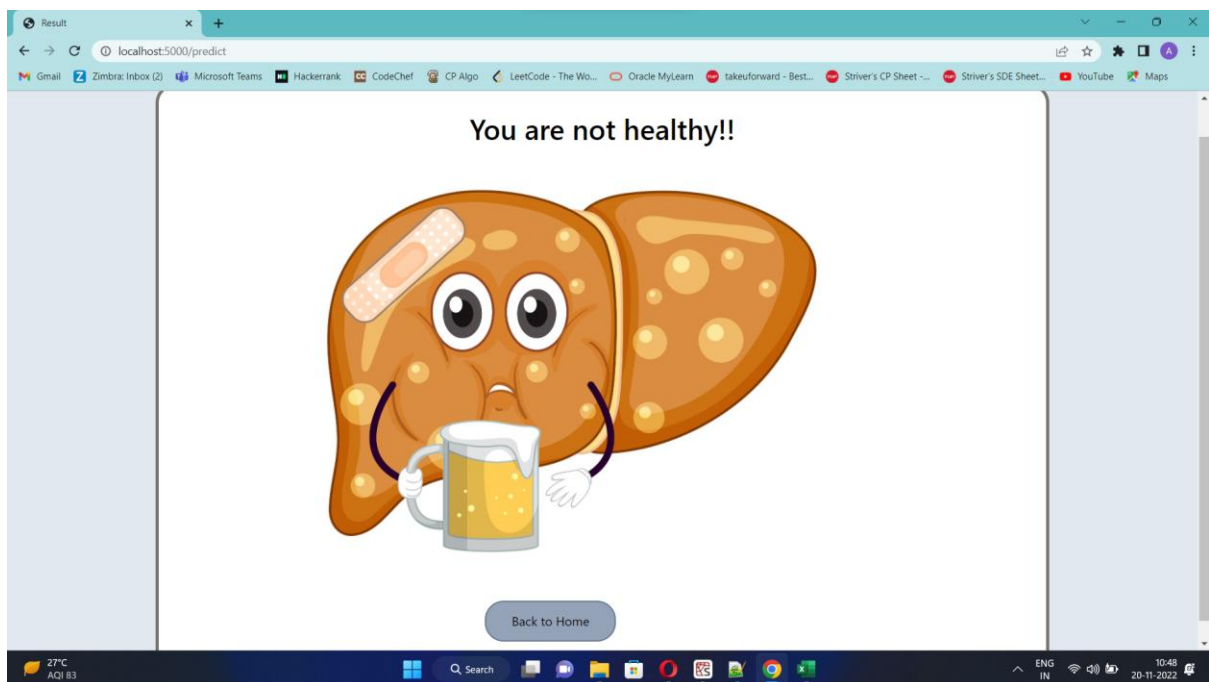 Result
localhost:5000/predict
Gmail Zimbra: Inbox (2) Microsoft Teams Hackerrank CodeChef CP Algo LeetCode - The Wo... Oracle MyLearn takeuforward - Best... Striver's CP Sheet -... Striver's SDE Sheet... YouTube Maps
You are not healthy!!
Back to Home
27°C
AQI 83
Search
ENG
IN
10:48
20-11-2022